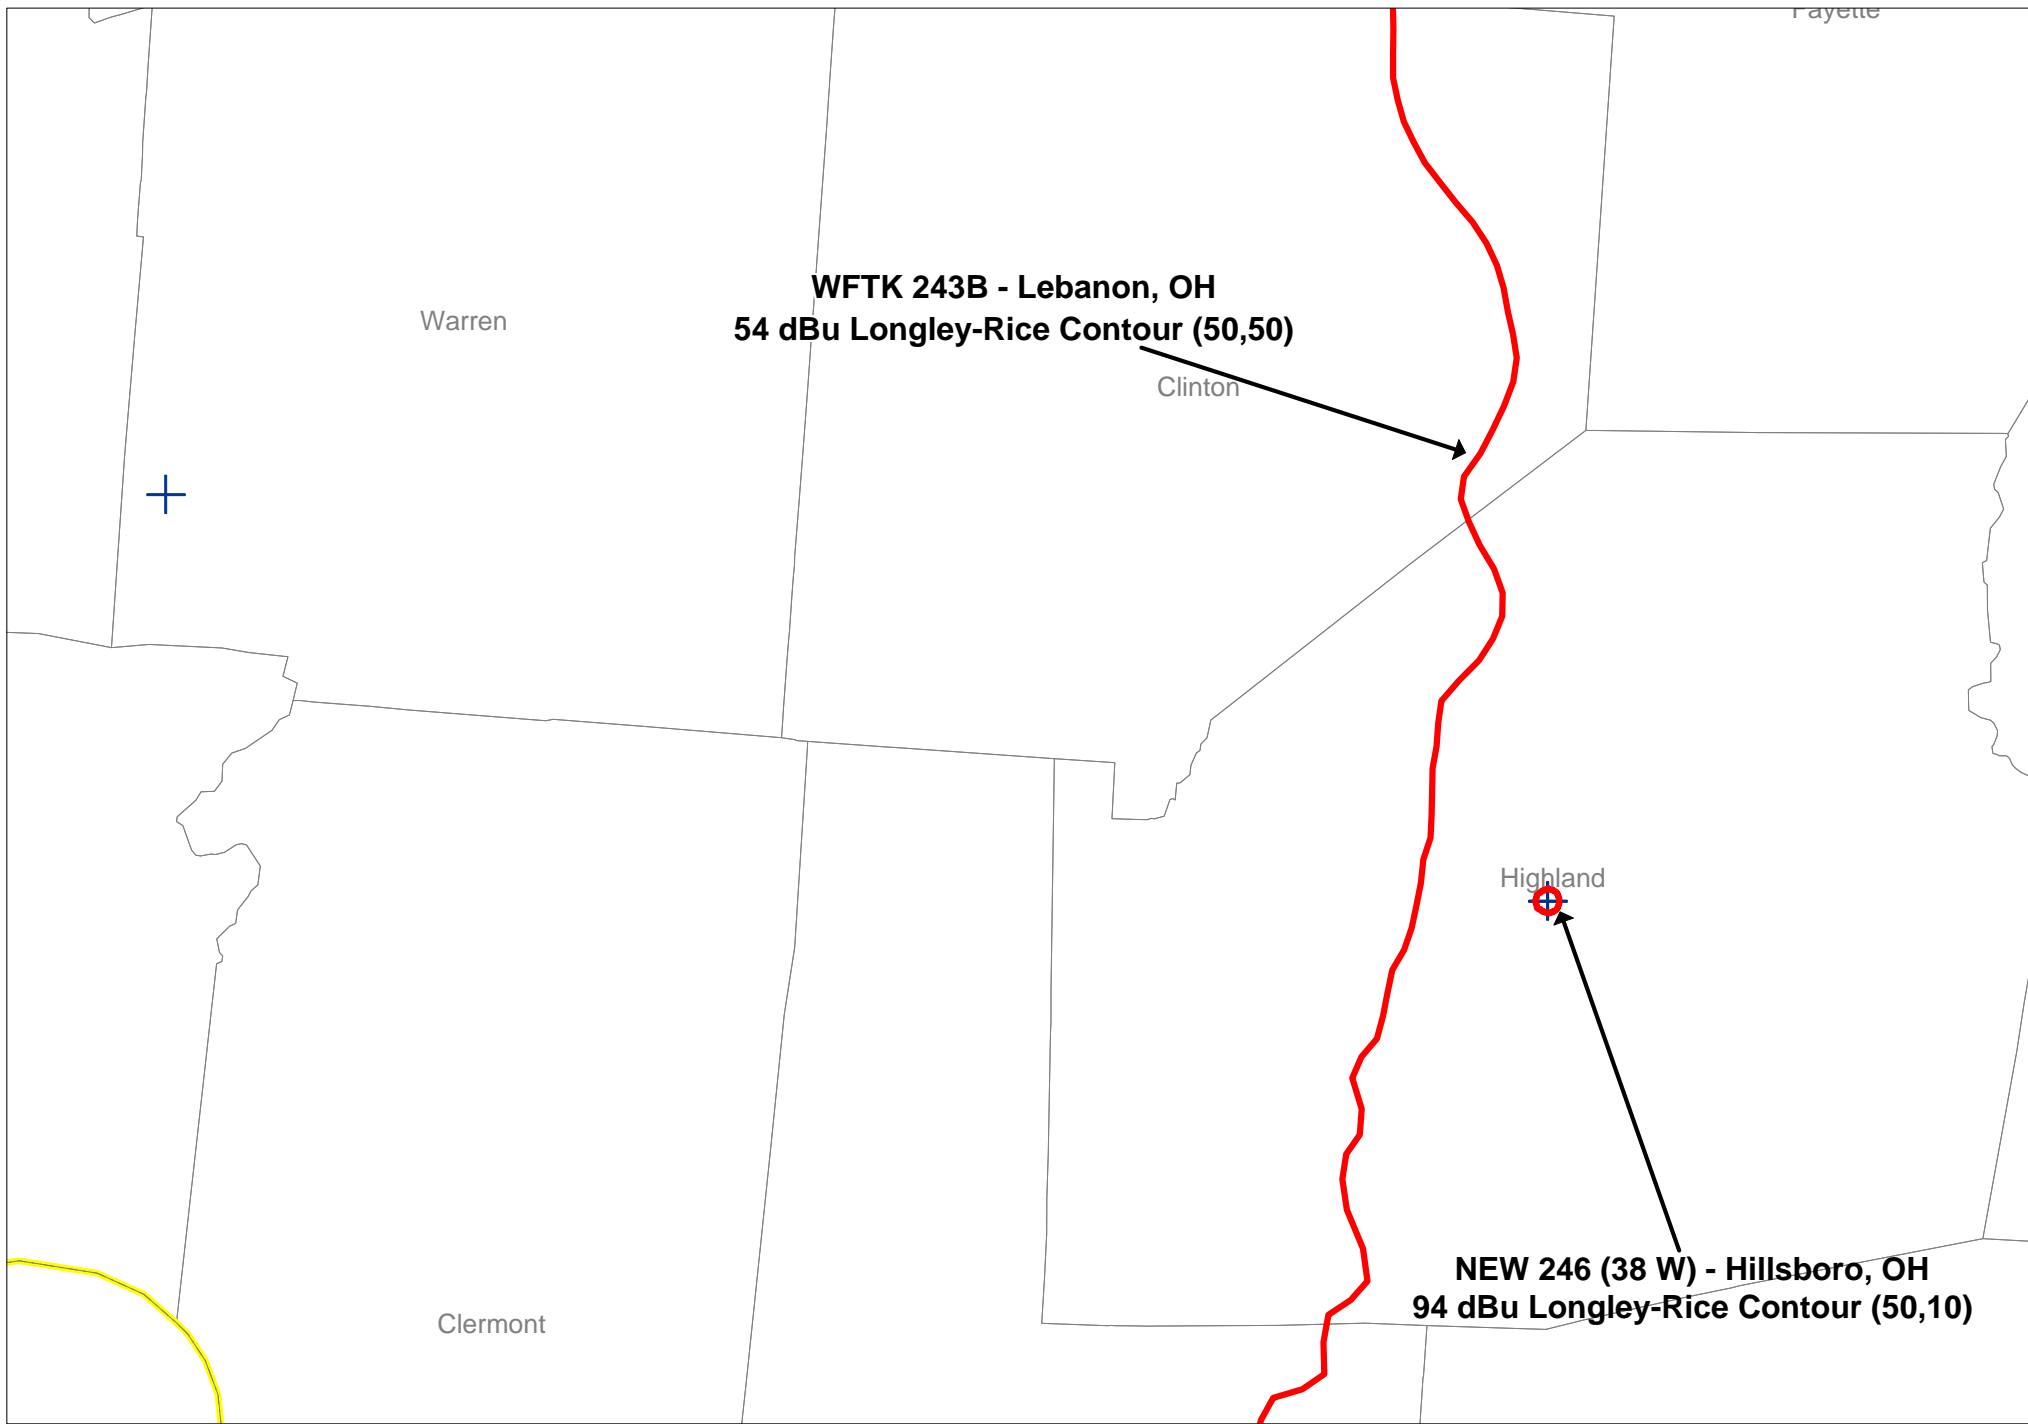 Fayette
WFTK 243B - Lebanon, OH
54 dBu Longley-Rice Contour (50,50)
Warren
Clinton
Highland
NEW 246 (38 W) - Hillsboro, OH
94 dBu Longley-Rice Contour (50,10)
Clermont